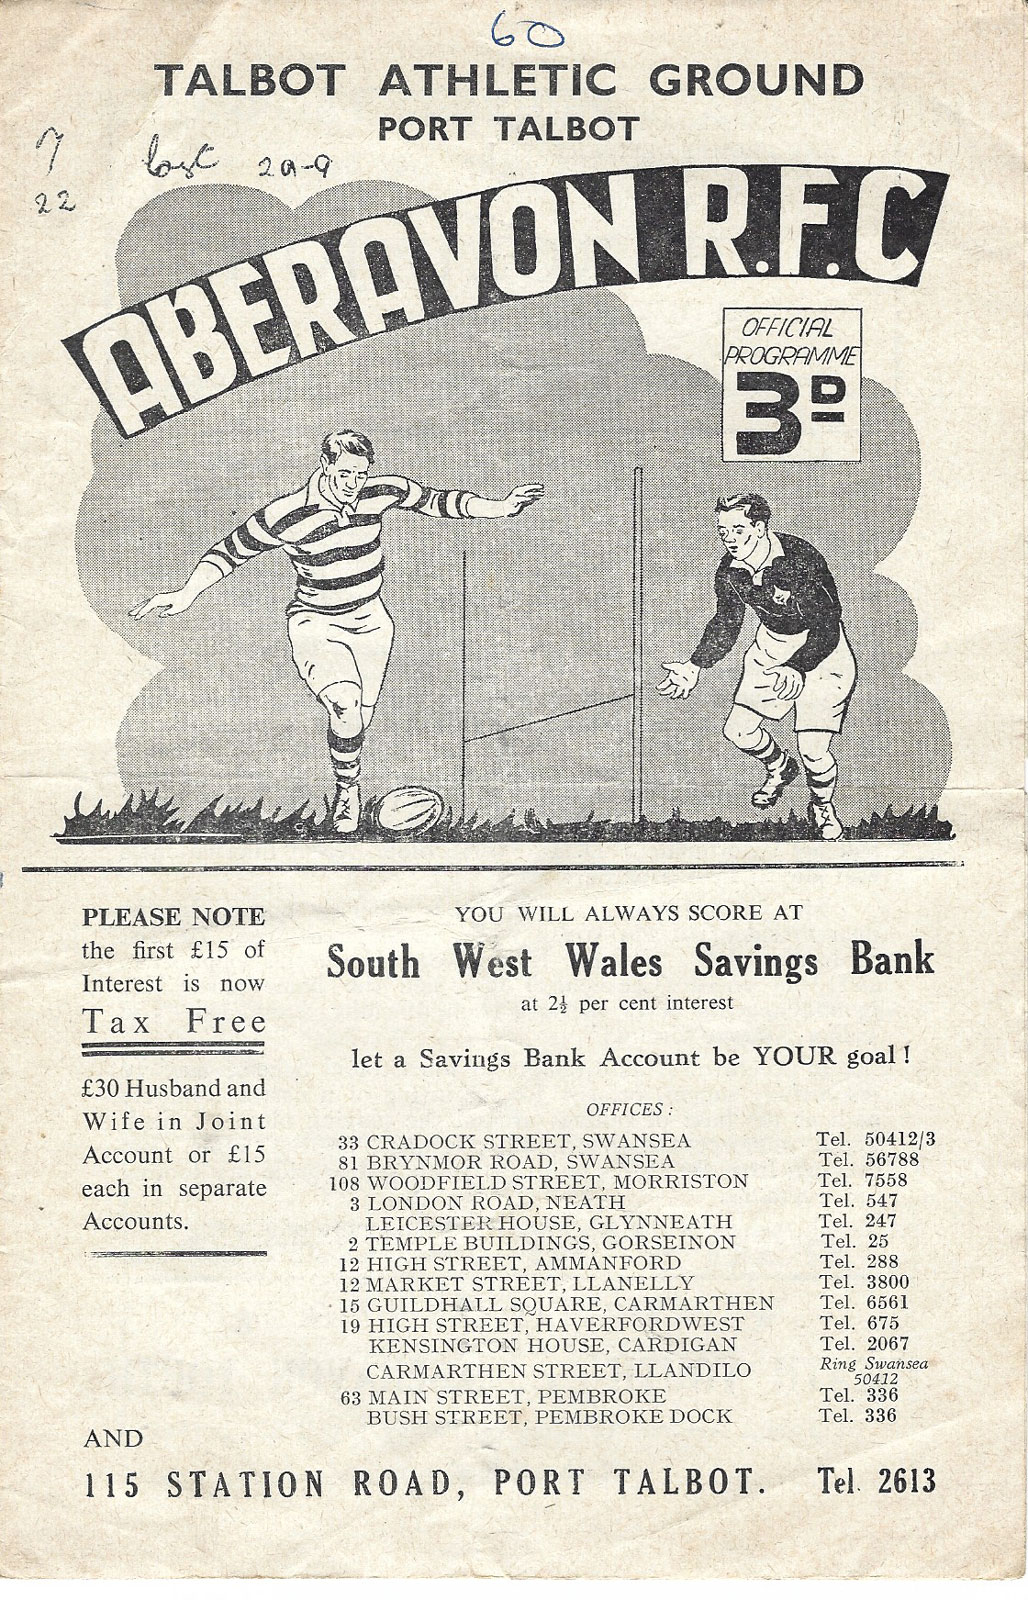 60
TALBOT ATHLETIC GROUND
PORT TALBOT
7
22
lost 29-9
ABERAVON R.F.C
OFFICIAL
PROGRAMME
3D
PLEASE NOTE
the first £15 of
Interest is now
Tax Free
£30 Husband and
Wife in Joint
Account or £15
each in separate
Accounts.
YOU WILL ALWAYS SCORE AT
South West Wales Savings Bank
at 2½ per cent interest
let a Savings Bank Account be YOUR goal!
OFFICES:
33 CRADOCK STREET, SWANSEA Tel. 50412/3
81 BRYNMOR ROAD, SWANSEA Tel. 56788
108 WOODFIELD STREET, MORRISTON Tel. 7558
3 LONDON ROAD, NEATH Tel. 547
LEICESTER HOUSE, GLYNNEATH Tel. 247
2 TEMPLE BUILDINGS, GORSEINON Tel. 25
12 HIGH STREET, AMMANFORD Tel. 288
12 MARKET STREET, LLANELLY Tel. 3800
15 GUILDHALL SQUARE, CARMARTHEN Tel. 6561
19 HIGH STREET, HAVERFORDWEST Tel. 675
KENSINGTON HOUSE, CARDIGAN Tel. 2067
CARMARTHEN STREET, LLANDILO Ring Swansea
50412
63 MAIN STREET, PEMBROKE Tel. 336
BUSH STREET, PEMBROKE DOCK Tel. 336
AND
115 STATION ROAD, PORT TALBOT. Tel. 2613